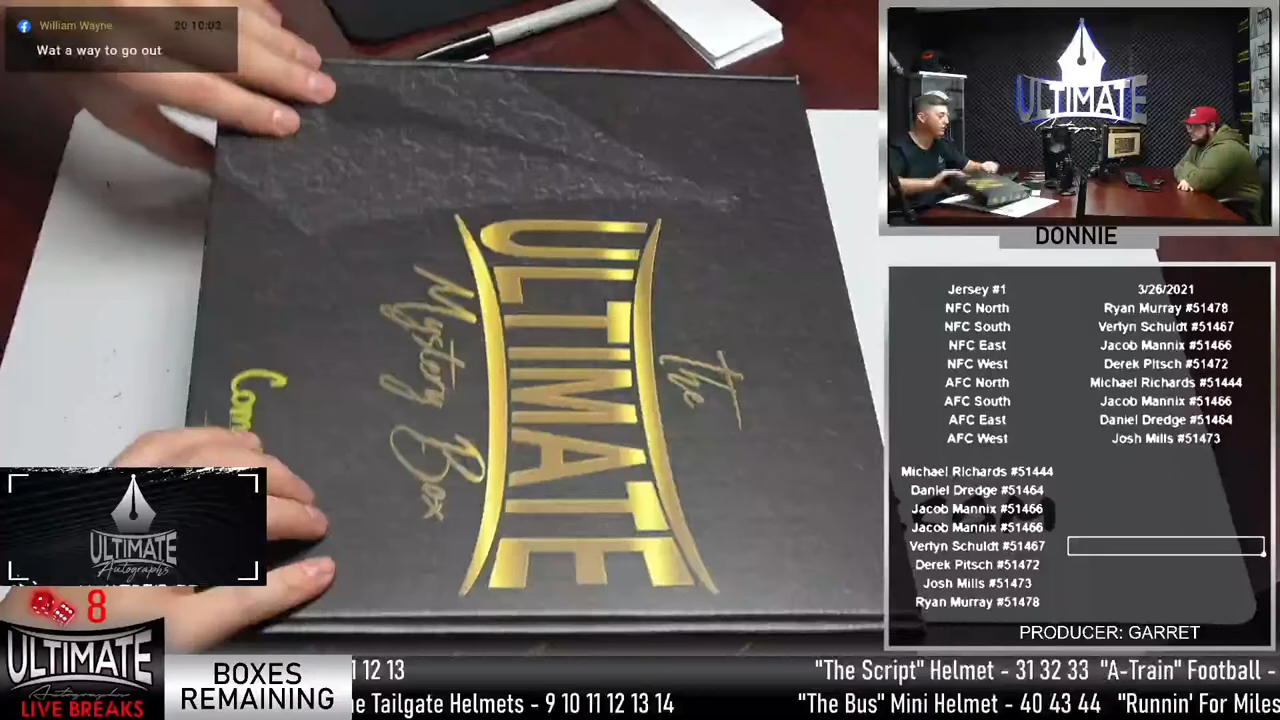 William Wayne 20 10:02
Wat a way to go out
The
ULTIMATE
Mystery Box
ULTIMATE
Autographs
DONNIE
Jersey #1 3/26/2021
NFC North Ryan Murray #51478
NFC South Verlyn Schuldt #51467
NFC East Jacob Mannix #51466
NFC West Derek Pitsch #51472
AFC North Michael Richards #51444
AFC South Jacob Mannix #51466
AFC East Daniel Dredge #51464
AFC West Josh Mills #51473
Michael Richards #51444
Daniel Dredge #51464
Jacob Mannix #51466
Jacob Mannix #51466
Verlyn Schuldt #51467
Derek Pitsch #51472
Josh Mills #51473
Ryan Murray #51478
PRODUCER: GARRET
ULTIMATE
Autographs
8
ULTIMATE
Autographs
LIVE BREAKS
BOXES
REMAINING
1 12 13 "The Script" Helmet - 31 32 33 "A-Train" Football -
e Tailgate Helmets - 9 10 11 12 13 14 "The Bus" Mini Helmet - 40 43 44 "Runnin' For Miles